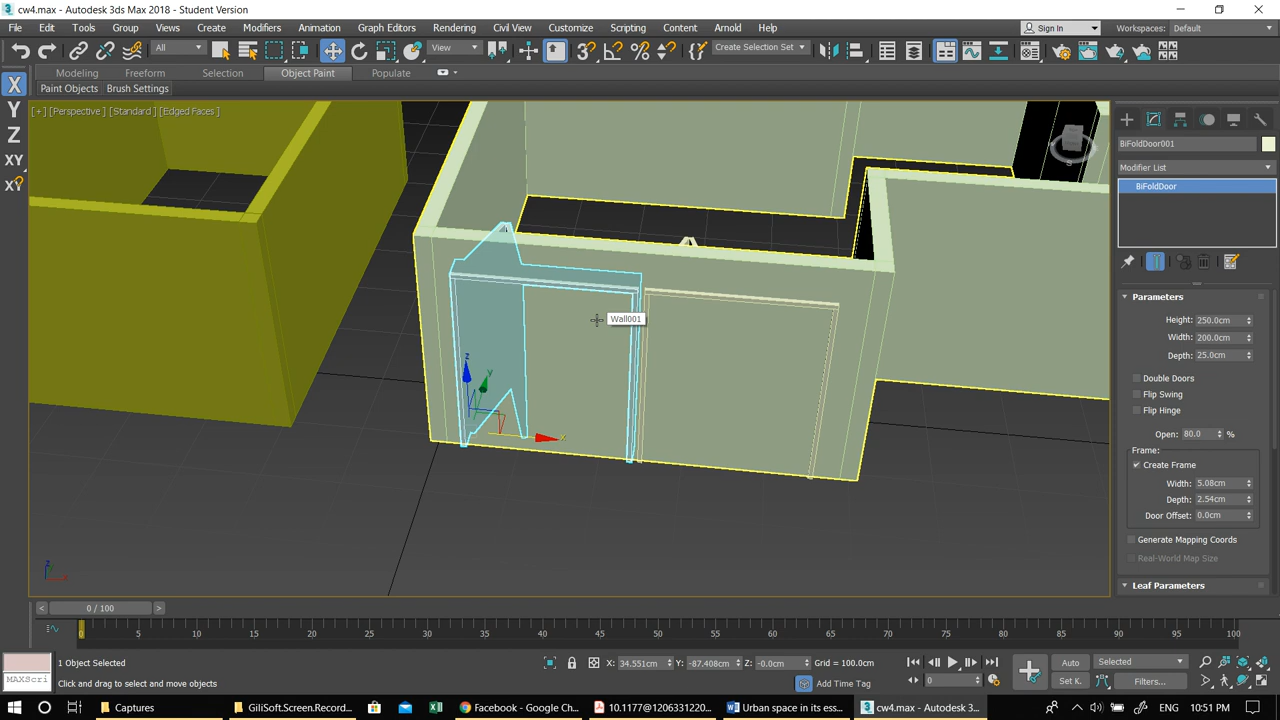 cw4.max - Autodesk 3ds Max 2018 - Student Version
File Edit Tools Group Views Create Modifiers Animation Graph Editors Rendering Civil View Customize Scripting Content Arnold Help
Sign In Workspaces: Default
All View Create Selection Set
Modeling Freeform Selection Object Paint Populate
Paint Objects Brush Settings
X
Y
Z
XY
XY
[+] [Perspective] [Standard] [Edged Faces]
BiFoldDoor001
Modifier List
BiFoldDoor
Parameters
Height: 250.0cm
Width: 200.0cm
Depth: 25.0cm
Double Doors
Flip Swing
Flip Hinge
Open: 80.0 %
Frame:
Create Frame
Width: 5.08cm
Depth: 2.54cm
Door Offset: 0.0cm
Generate Mapping Coords
Real-World Map Size
Leaf Parameters
Wall001
z
y
x
z
S
< 0 / 100 >
0 5 10 15 20 25 30 35 40 45 50 55 60 65 70 75 80 85 90 95 100
1 Object Selected
X: 34.551cm Y: -87.408cm Z: -0.0cm Grid = 100.0cm
Auto Selected
MAXScri
Click and drag to select and move objects
Add Time Tag
0
Set K. Filters...
Captures
GiliSoft.Screen.Record...
Facebook - Google Ch...
10.1177@1206331220...
Urban space in its ess...
cw4.max - Autodesk 3...
ENG 10:51 PM